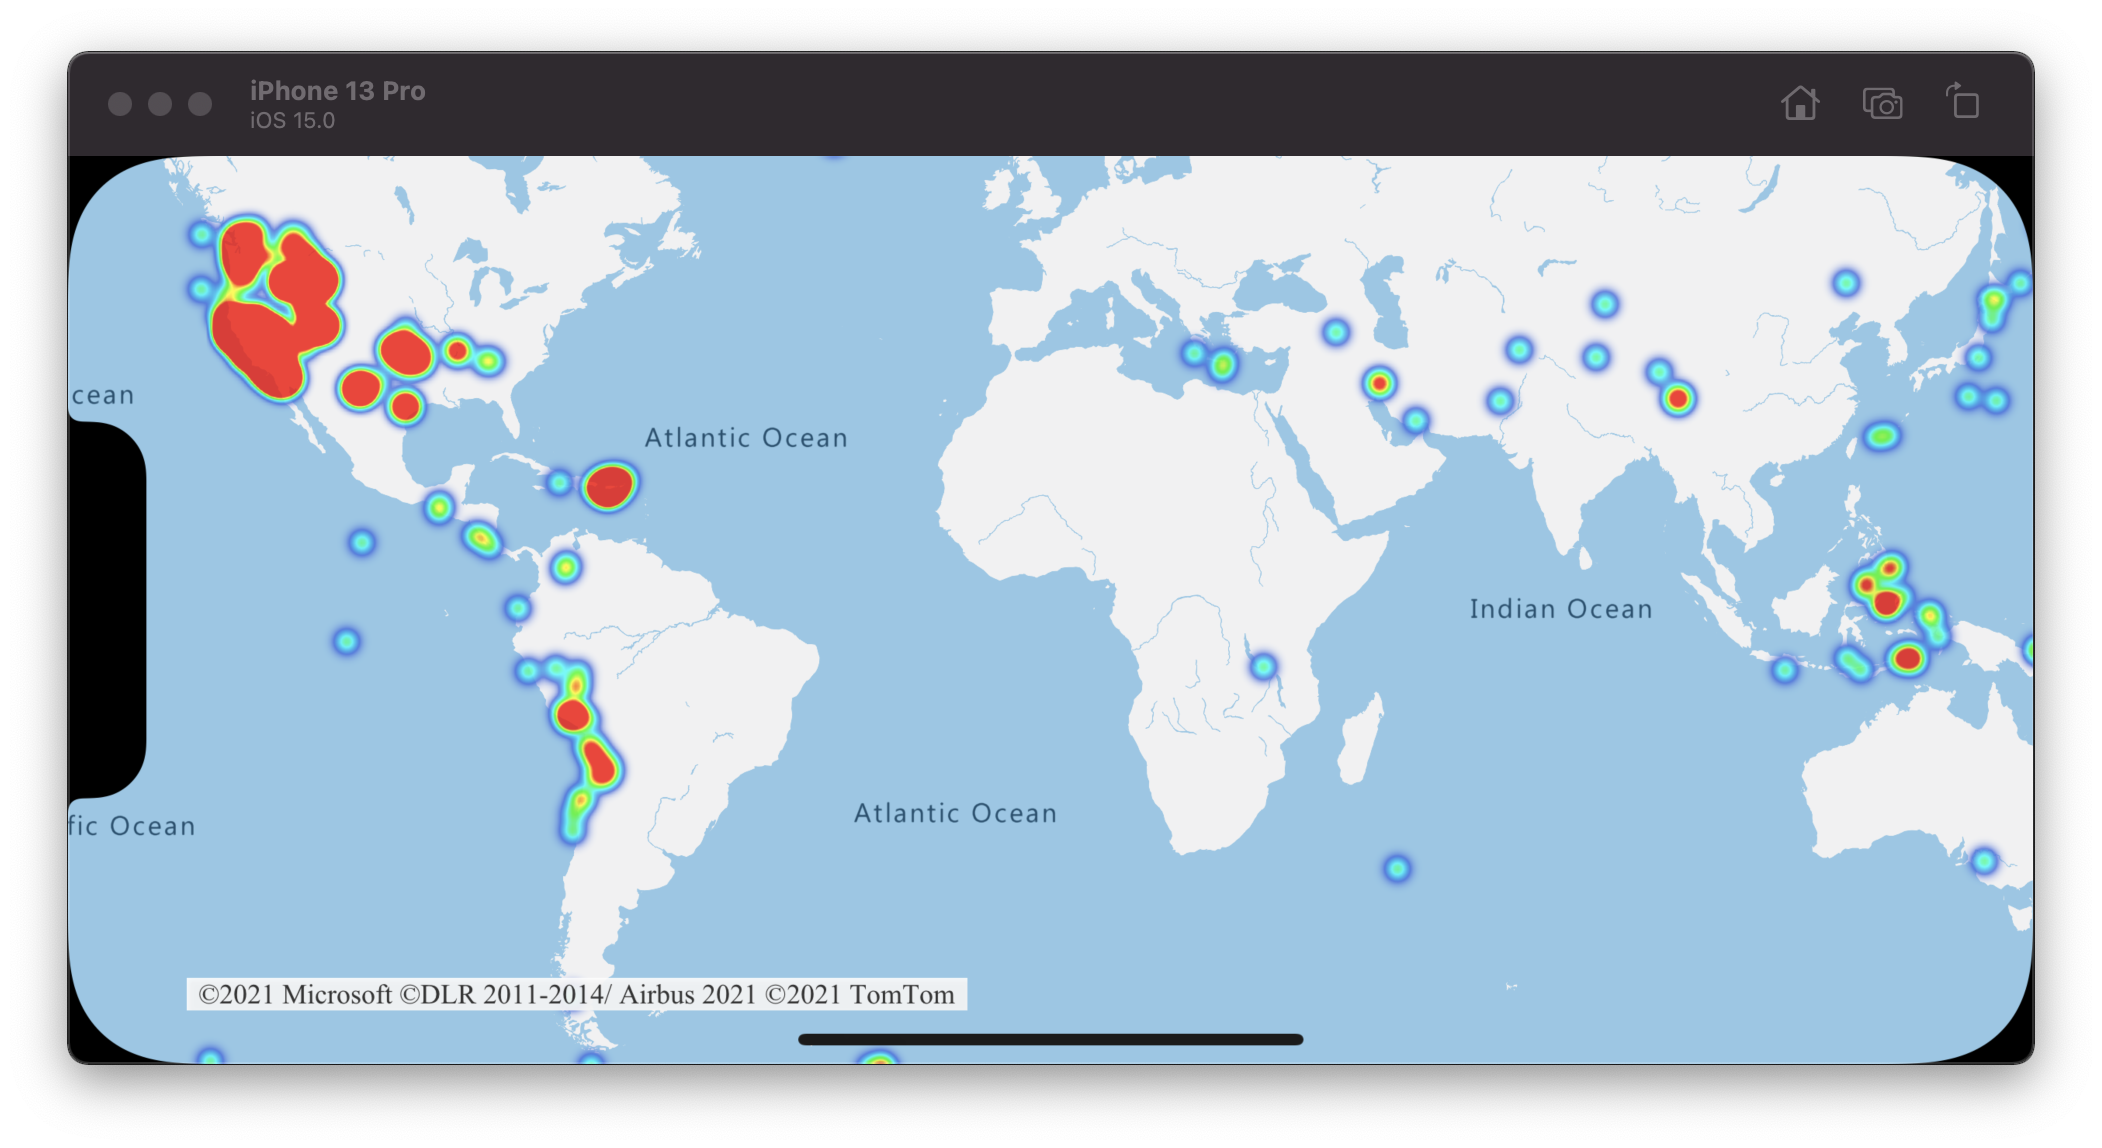 iPhone 13 Pro
iOS 15.0
cean
Atlantic Ocean
Indian Ocean
Atlantic Ocean
fic Ocean
©2021 Microsoft ©DLR 2011-2014/ Airbus 2021 ©2021 TomTom